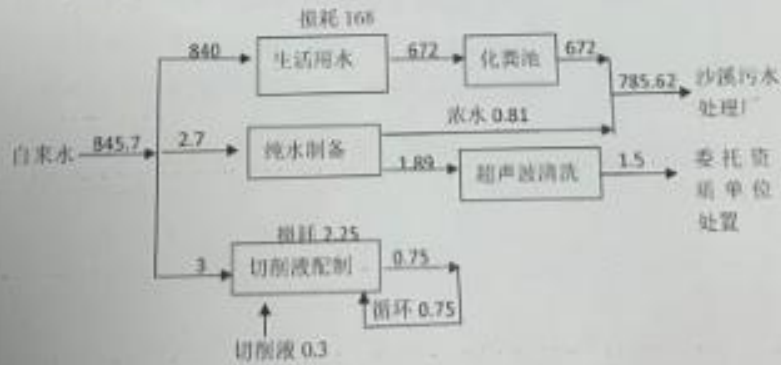 损耗 168
840 生活用水 672 化粪池 672
785.62 沙溪污水
处理厂
浓水 0.81
自来水 845.7 2.7 纯水制备
1.89 超声波清洗 1.5 委托资
质单位
处置
损耗 2.25
3 切削液配制 0.75
循环 0.75
切削液 0.3